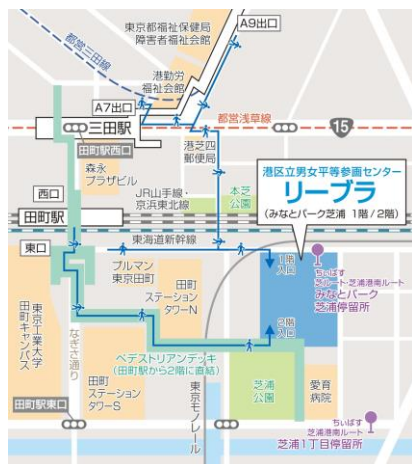 東京都福祉保健局
障害者福祉会館
A9出口
都営三田線
港勤労
福祉会館
A7出口
三田駅
都営浅草線
15
田町駅西口
港芝四
郵便局
森永
プラザビル
港区立男女平等参画センター
リーブラ
(みなとパーク芝浦 1階/2階)
西口
JR山手線・
京浜東北線
本芝
公園
田町駅
東口
東海道新幹線
1階
入口
ちぃばす
芝ルート・芝浦港南ルート
みなとパーク
芝浦停留所
プルマン
東京田町
田町
ステーション
タワーN
東京工業大学
田町キャンパス
なぎさ通り
2階
入口
ペデストリアンデッキ
(田町駅から2階に直結)
田町
ステーション
タワーS
東京モノレール
芝浦
公園
愛育
病院
田町駅東口
ちぃばす
芝浦港南ルート
芝浦1丁目停留所